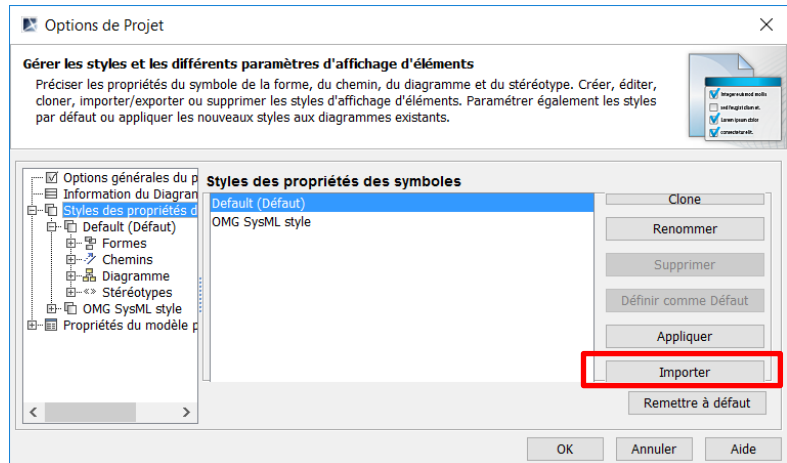 Options de Projet
Gérer les styles et les différents paramètres d'affichage d'éléments
Préciser les propriétés du symbole de la forme, du chemin, du diagramme et du stéréotype. Créer, éditer,
cloner, importer/exporter ou supprimer les styles d'affichage d'éléments. Paramétrer également les styles
par défaut ou appliquer les nouveaux styles aux diagrammes existants.
Options générales du p
Information du Diagran
Styles des propriétés d
Default (Défaut)
Formes
Chemins
Diagramme
Stéréotypes
OMG SysML style
Propriétés du modèle p
Styles des propriétés des symboles
Default (Défaut)
OMG SysML style
Clone
Renommer
Supprimer
Définir comme Défaut
Appliquer
Importer
Remettre à défaut
OK
Annuler
Aide